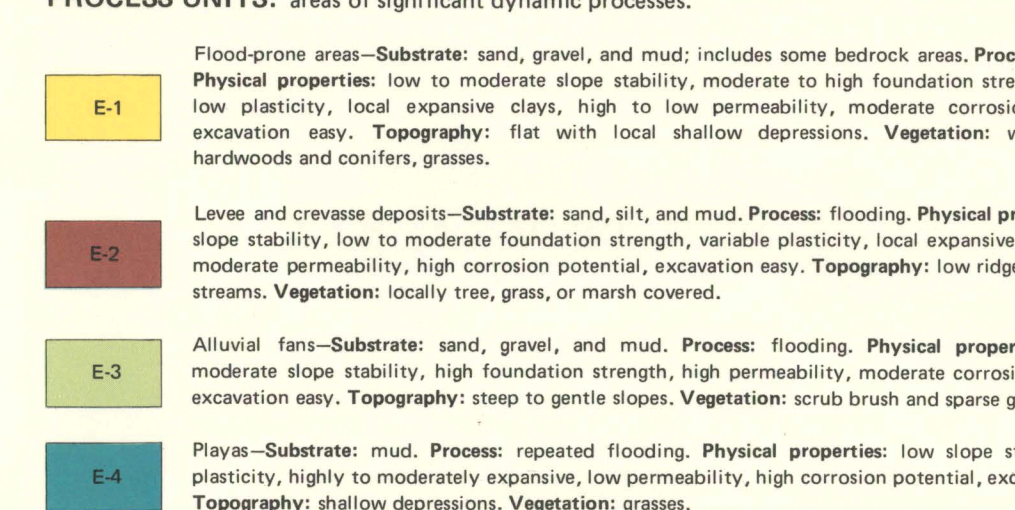 PROCESS UNITS: areas of significant dynamic processes.
E-1
Flood-prone areas—Substrate: sand, gravel, and mud; includes some bedrock areas. Proc
Physical properties: low to moderate slope stability, moderate to high foundation stre
low plasticity, local expansive clays, high to low permeability, moderate corrosi
excavation easy. Topography: flat with local shallow depressions. Vegetation:
hardwoods and conifers, grasses.
E-2
Levee and crevasse deposits—Substrate: sand, silt, and mud. Process: flooding. Physical pr
slope stability, low to moderate foundation strength, variable plasticity, local expansive
moderate permeability, high corrosion potential, excavation easy. Topography: low ridge
streams. Vegetation: locally tree, grass, or marsh covered.
E-3
Alluvial fans—Substrate: sand, gravel, and mud. Process: flooding. Physical proper
moderate slope stability, high foundation strength, high permeability, moderate corrosi
excavation easy. Topography: steep to gentle slopes. Vegetation: scrub brush and sparse g
E-4
Playas—Substrate: mud. Process: repeated flooding. Physical properties: low slope s
plasticity, highly to moderately expansive, low permeability, high corrosion potential, exc
Topography: shallow depressions. Vegetation: grasses.